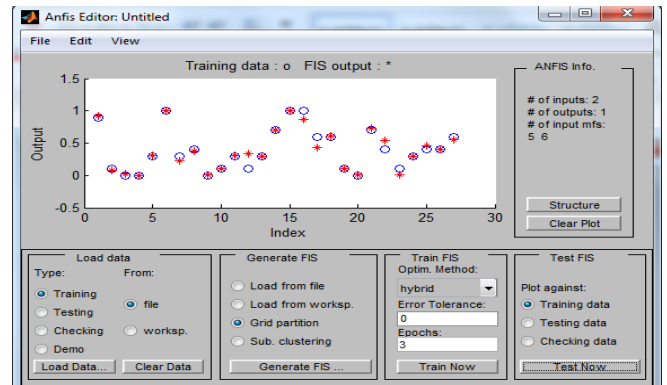 Anfis Editor: Untitled
File Edit View
Training data : o FIS output : *
1.5
1
0.5
0
-0.5
Output
0 5 10 15 20 25 30
Index
ANFIS Info.
# of inputs: 2
# of outputs: 1
# of input mfs:
5 6
Structure
Clear Plot
Load data
Type: From:
Training
Testing
Checking
Demo
file
worksp.
Load Data... Clear Data
Generate FIS
Load from file
Load from worksp.
Grid partition
Sub. clustering
Generate FIS ...
Train FIS
Optim. Method:
hybrid
Error Tolerance:
0
Epochs:
3
Train Now
Test FIS
Plot against:
Training data
Testing data
Checking data
Test Now